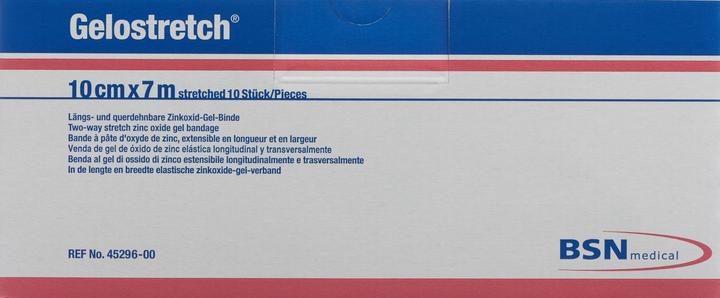 Gelostretch®
10 cm x 7 m stretched 10 Stück/Pieces
Längs- und querdehnbare Zinkoxid-Gel-Binde
Two-way stretch zinc oxide gel bandage
Bande à pâte d'oxyde de zinc, extensible en longueur et en largeur
Venda de gel de óxido de zinc elástica longitudinal y transversalmente
Benda al gel di ossido di zinco estensibile longitudinalmente e trasversalmente
In de lengte en breedte elastische zinkoxide-gel-verband
REF No. 45296-00
BSN medical